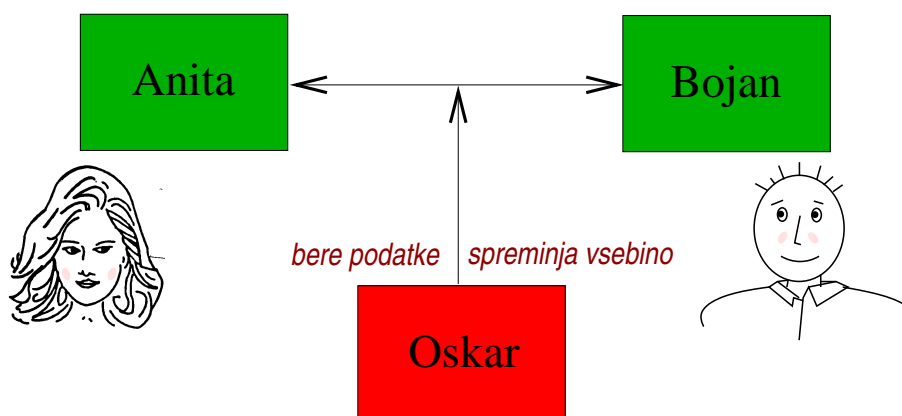 Anita
Bojan
bere podatke
spreminja vsebino
Oskar